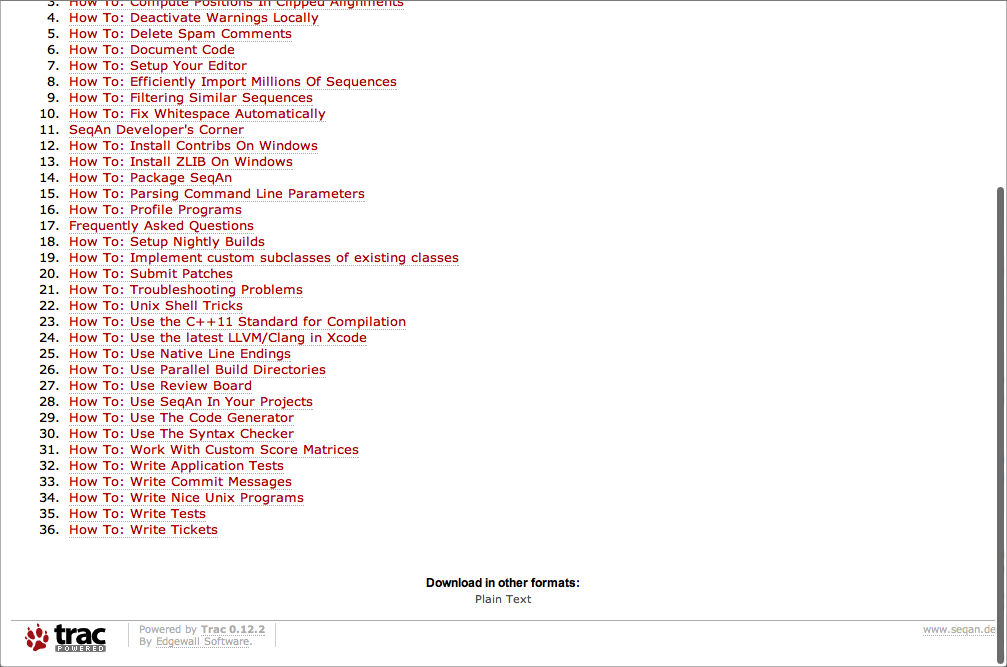 3. How To: Compute Positions In Clipped Alignments
4. How To: Deactivate Warnings Locally
5. How To: Delete Spam Comments
6. How To: Document Code
7. How To: Setup Your Editor
8. How To: Efficiently Import Millions Of Sequences
9. How To: Filtering Similar Sequences
10. How To: Fix Whitespace Automatically
11. SeqAn Developer's Corner
12. How To: Install Contribs On Windows
13. How To: Install ZLIB On Windows
14. How To: Package SeqAn
15. How To: Parsing Command Line Parameters
16. How To: Profile Programs
17. Frequently Asked Questions
18. How To: Setup Nightly Builds
19. How To: Implement custom subclasses of existing classes
20. How To: Submit Patches
21. How To: Troubleshooting Problems
22. How To: Unix Shell Tricks
23. How To: Use the C++11 Standard for Compilation
24. How To: Use the latest LLVM/Clang in Xcode
25. How To: Use Native Line Endings
26. How To: Use Parallel Build Directories
27. How To: Use Review Board
28. How To: Use SeqAn In Your Projects
29. How To: Use The Code Generator
30. How To: Use The Syntax Checker
31. How To: Work With Custom Score Matrices
32. How To: Write Application Tests
33. How To: Write Commit Messages
34. How To: Write Nice Unix Programs
35. How To: Write Tests
36. How To: Write Tickets
Download in other formats:
Plain Text
trac
POWERED
Powered by Trac 0.12.2
By Edgewall Software.
www.seqan.de